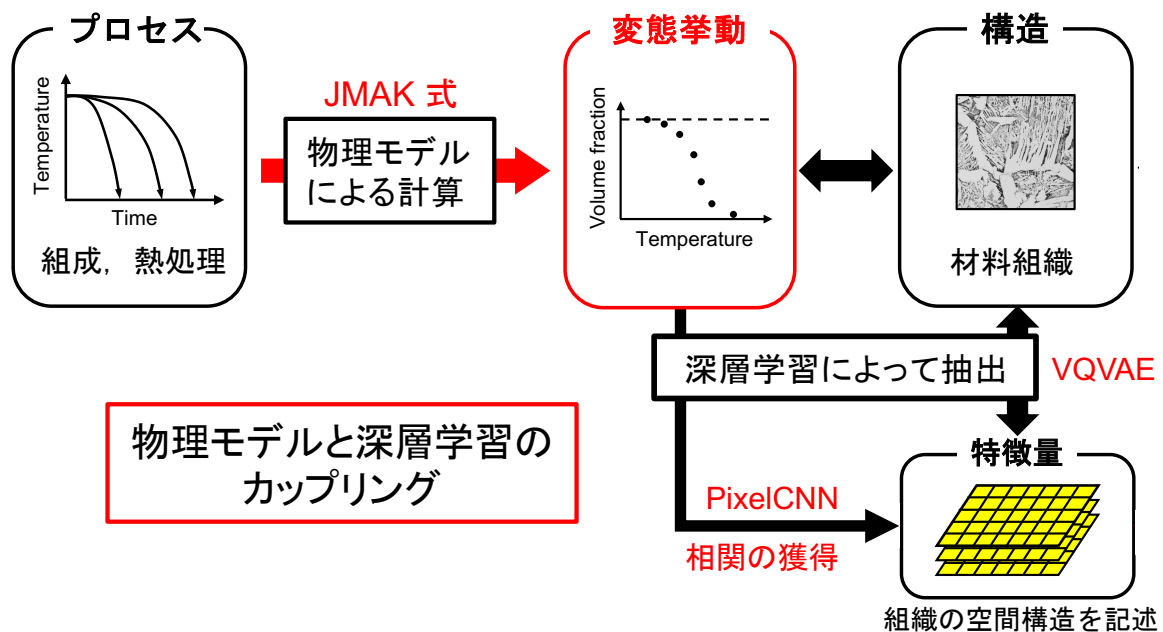 プロセス
Temperature
Time
組成，熱処理
JMAK 式
物理モデル
による計算
変態挙動
Volume fraction
Temperature
構造
材料組織
深層学習によって抽出
VQVAE
物理モデルと深層学習の
カップリング
PixelCNN
相関の獲得
特徴量
組織の空間構造を記述